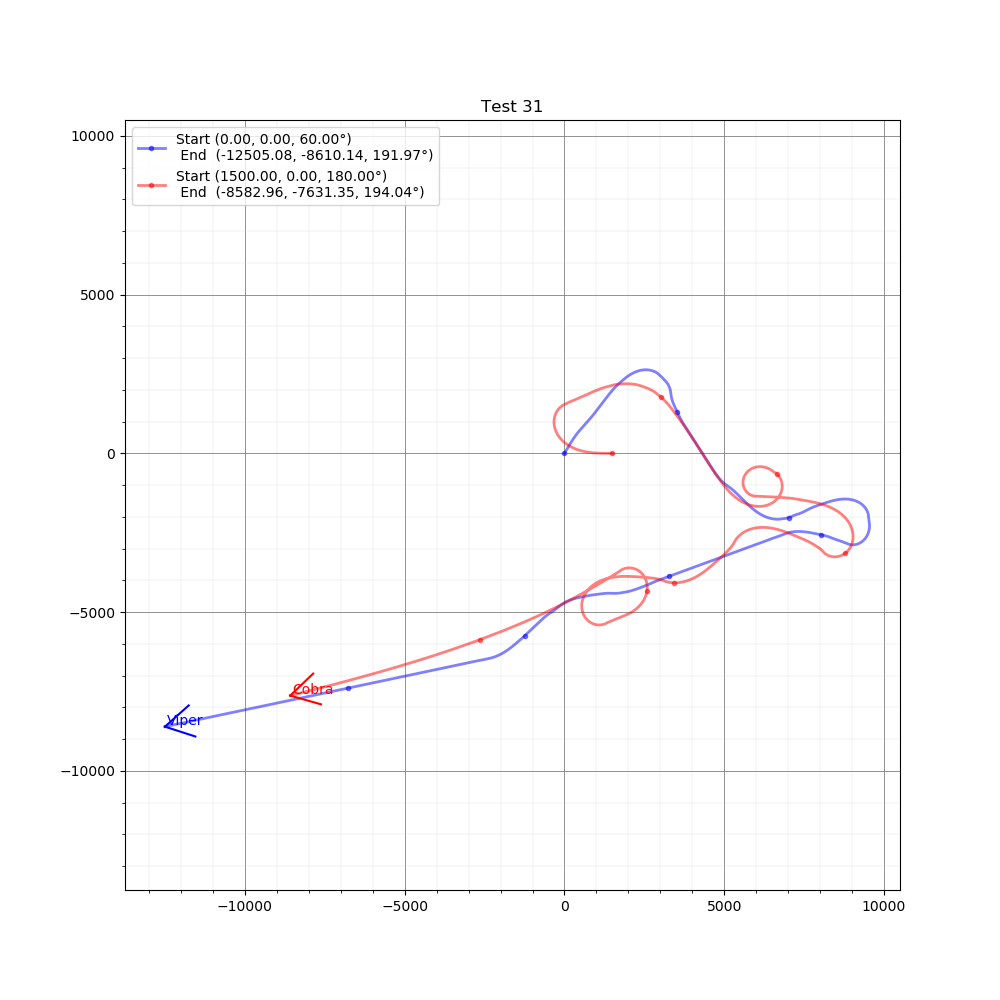 Test 31
Start (0.00, 0.00, 60.00°)
End (-12505.08, -8610.14, 191.97°)
Start (1500.00, 0.00, 180.00°)
End (-8582.96, -7631.35, 194.04°)
10000
5000
0
−5000
−10000
Cobra
Viper
−10000
−5000
0
5000
10000